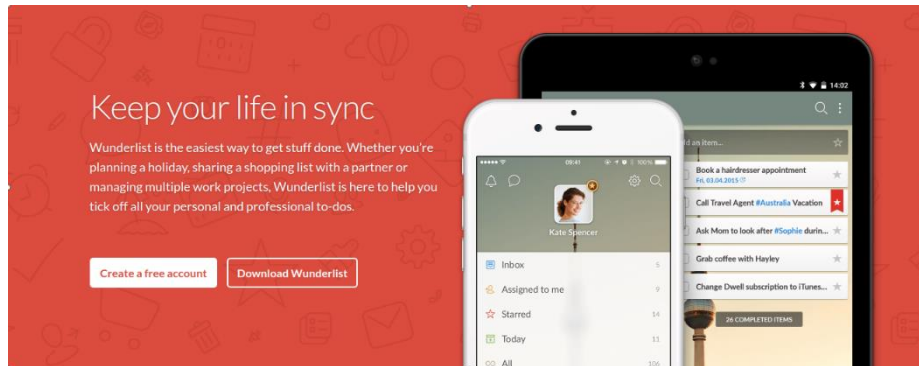 Keep your life in sync
Wunderlist is the easiest way to get stuff done. Whether you're
planning a holiday, sharing a shopping list with a partner or
managing multiple work projects, Wunderlist is here to help you
tick off all your personal and professional to-dos.
Create a free account
Download Wunderlist
09:41
100%
Kate Spencer
Inbox 5
Assigned to me 9
Starred 14
Today 11
All 106
14:02
an item...
Book a hairdresser appointment
Fri, 03.04.2015
Call Travel Agent #Australia Vacation
Ask Mom to look after #Sophie durin...
Grab coffee with Hayley
Change Dwell subscription to iTunes...
26 COMPLETED ITEMS